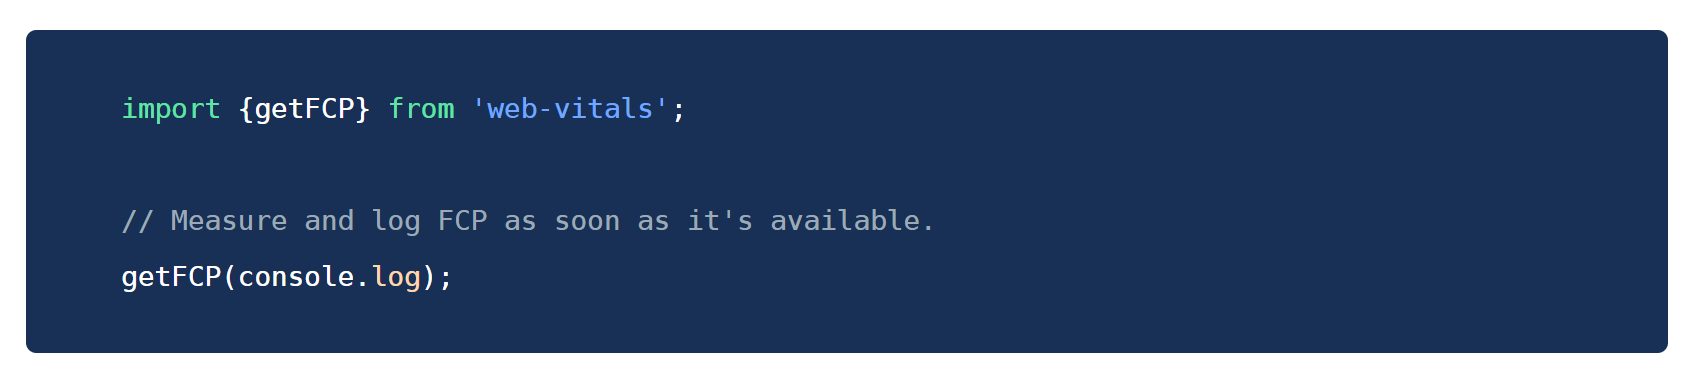 import {getFCP} from 'web-vitals';
// Measure and log FCP as soon as it's available.
getFCP(console.log);